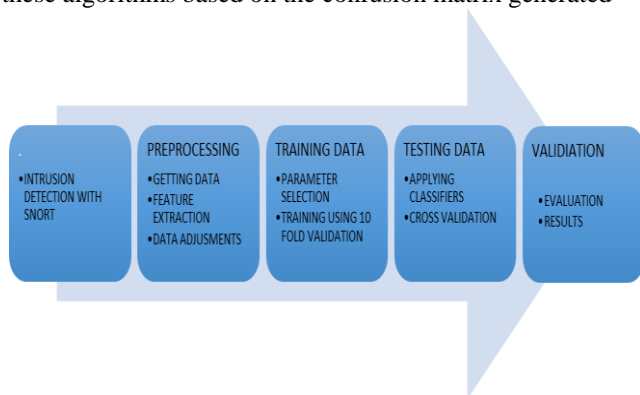 these algorithms based on the confusion matrix generated
.
•INTRUSION
DETECTION WITH
SNORT
PREPROCESSING
•GETTING DATA
•FEATURE
EXTRACTION
•DATA ADJUSMENTS
TRAINING DATA
•PARAMETER
SELECTION
•TRAINING USING 10
FOLD VALIDATION
TESTING DATA
•APPLYING
CLASSIFIERS
•CROSS VALIDATION
VALIDIATION
•EVALUATION
•RESULTS